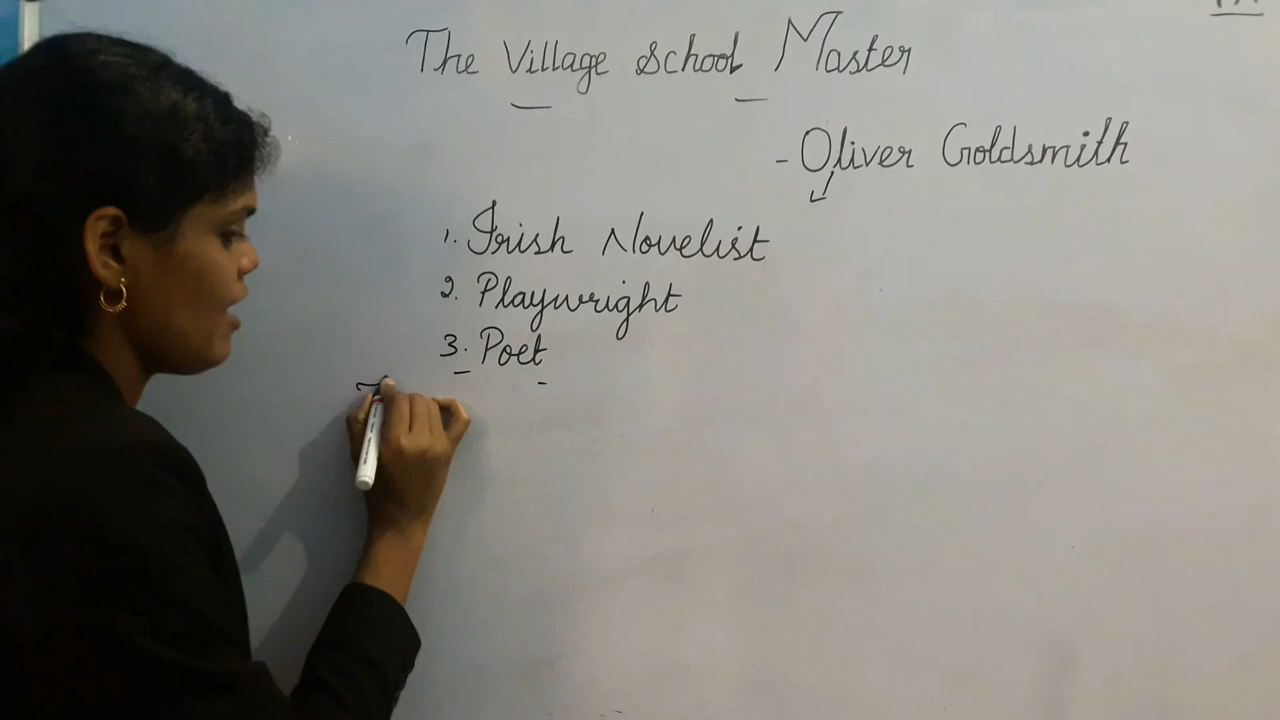 The Village School Master
- Oliver Goldsmith
1. Irish Novelist
2. Playwright
3. Poet